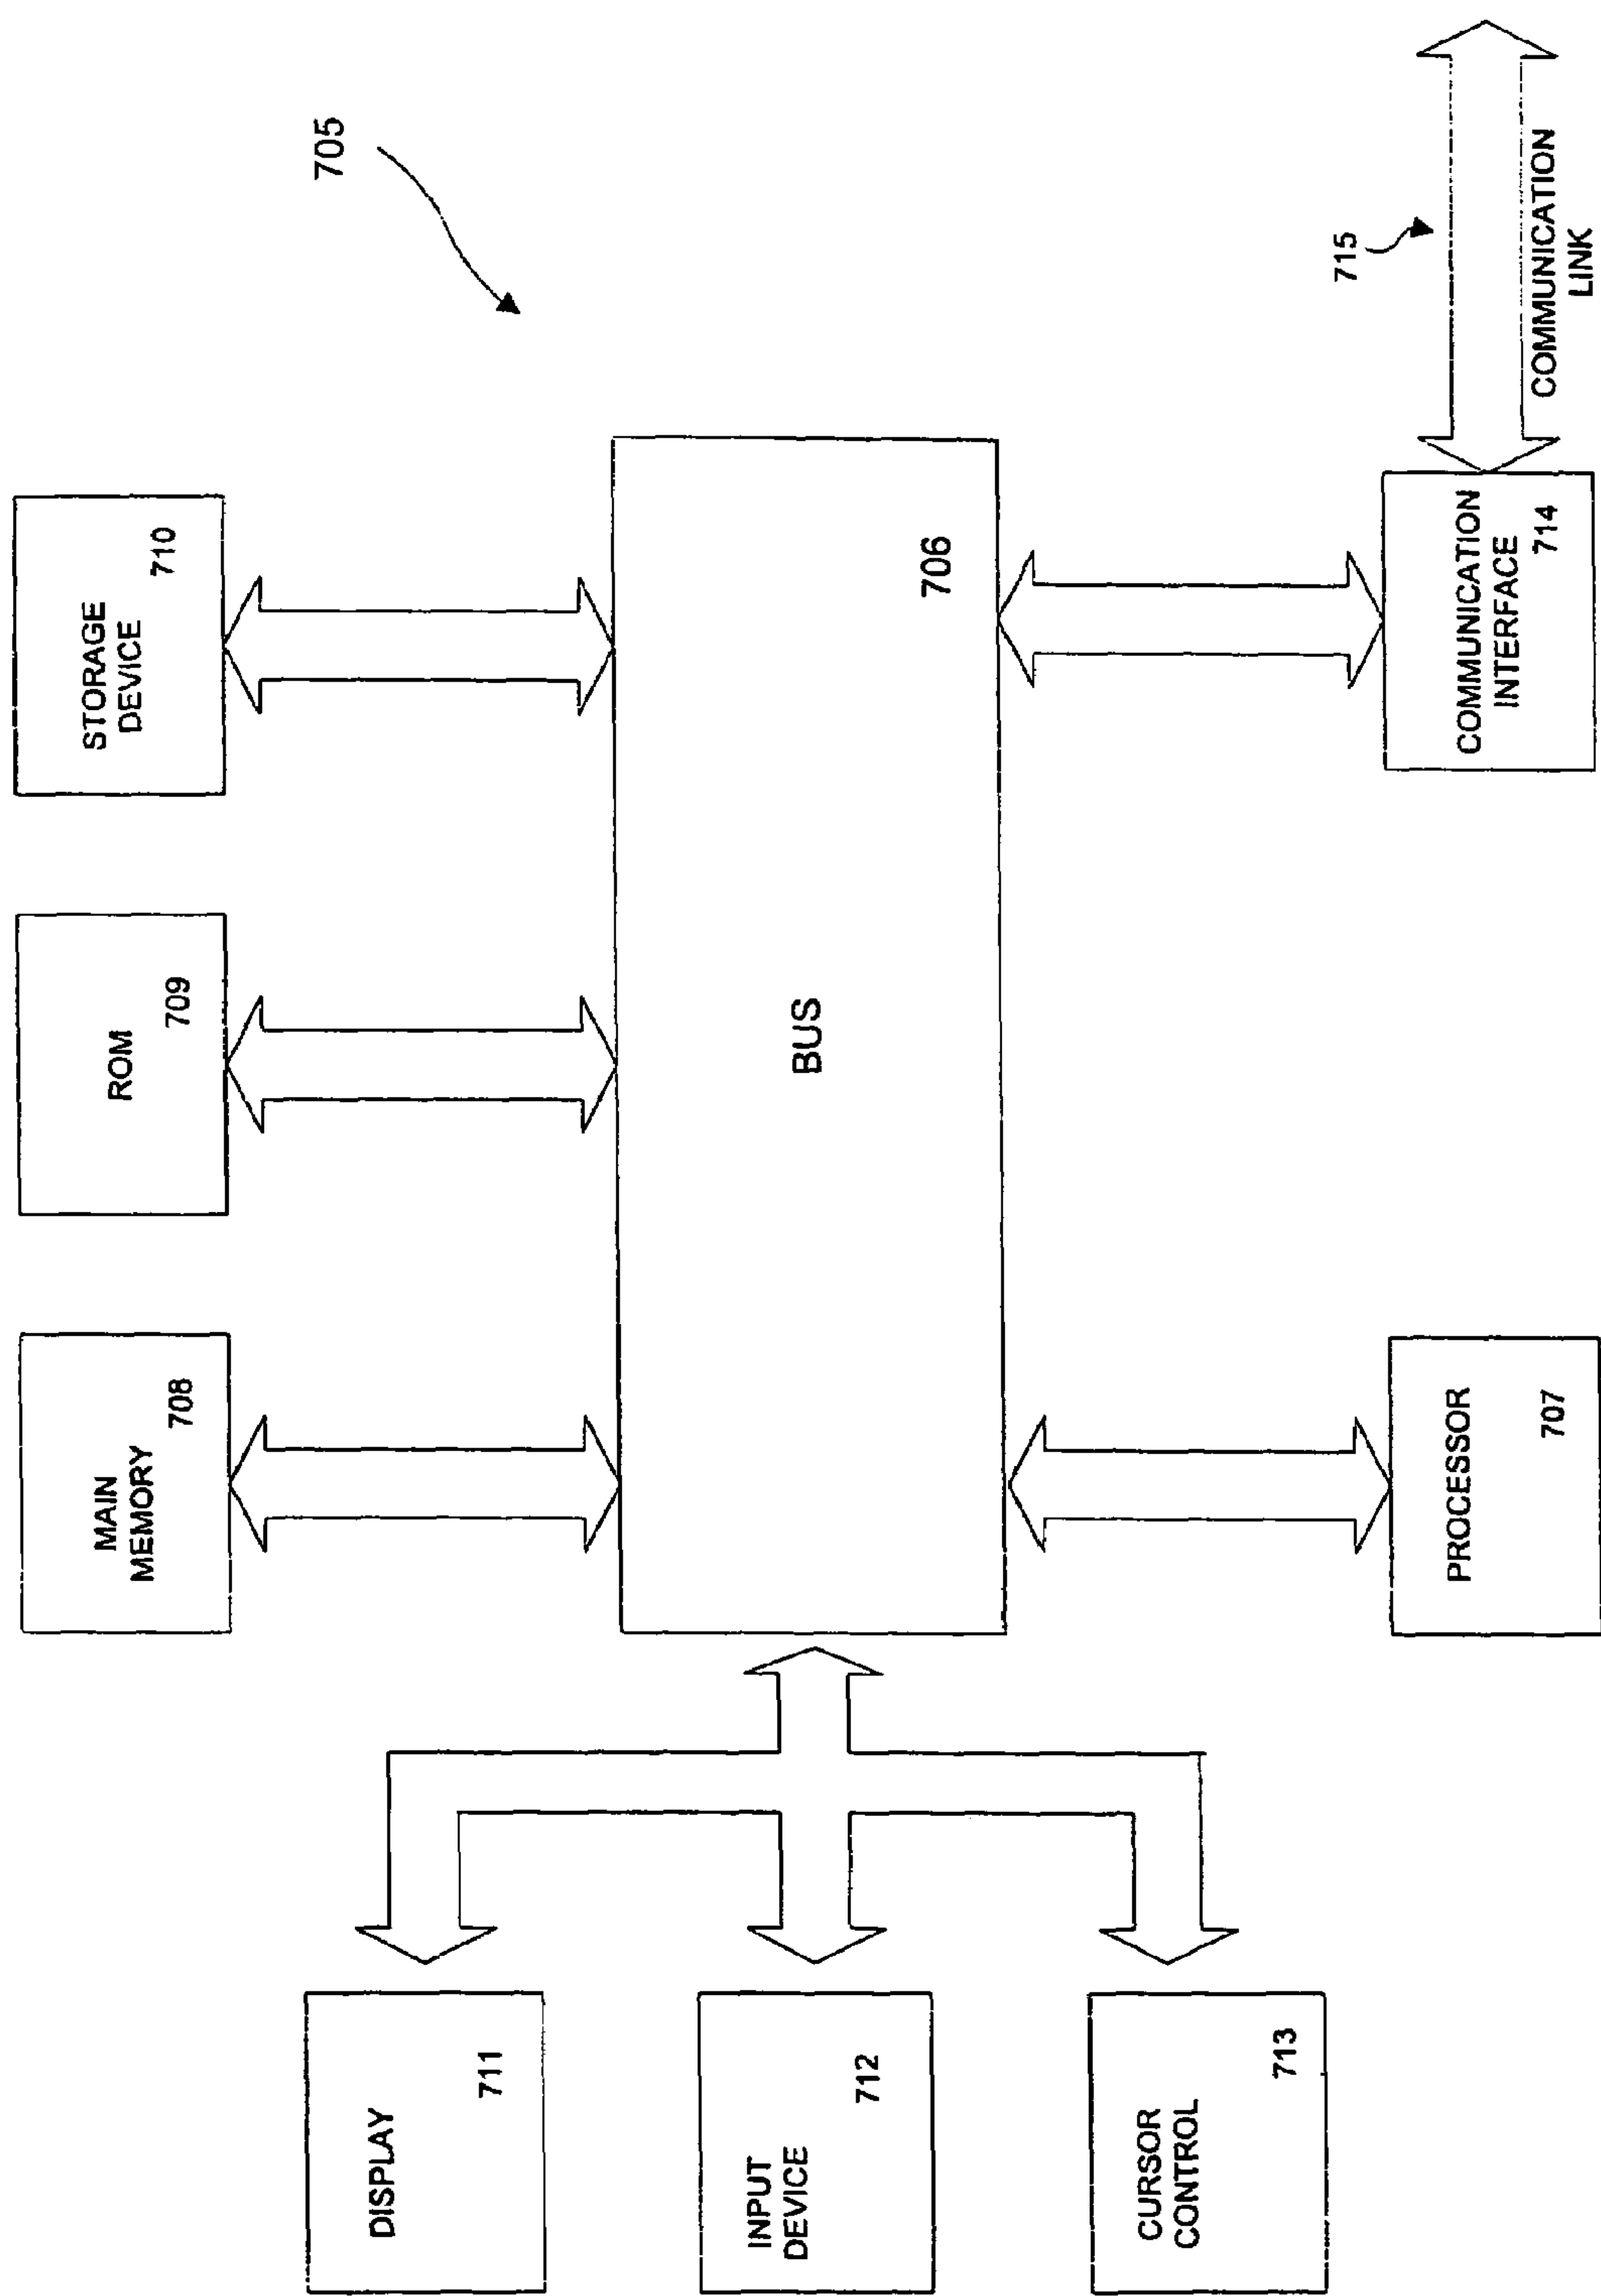 705
MAIN
MEMORY
708
ROM
709
STORAGE
DEVICE
710
DISPLAY
711
INPUT
DEVICE
712
CURSOR
CONTROL
713
BUS
706
PROCESSOR
707
COMMUNICATION
INTERFACE
714
715
COMMUNICATION
LINK